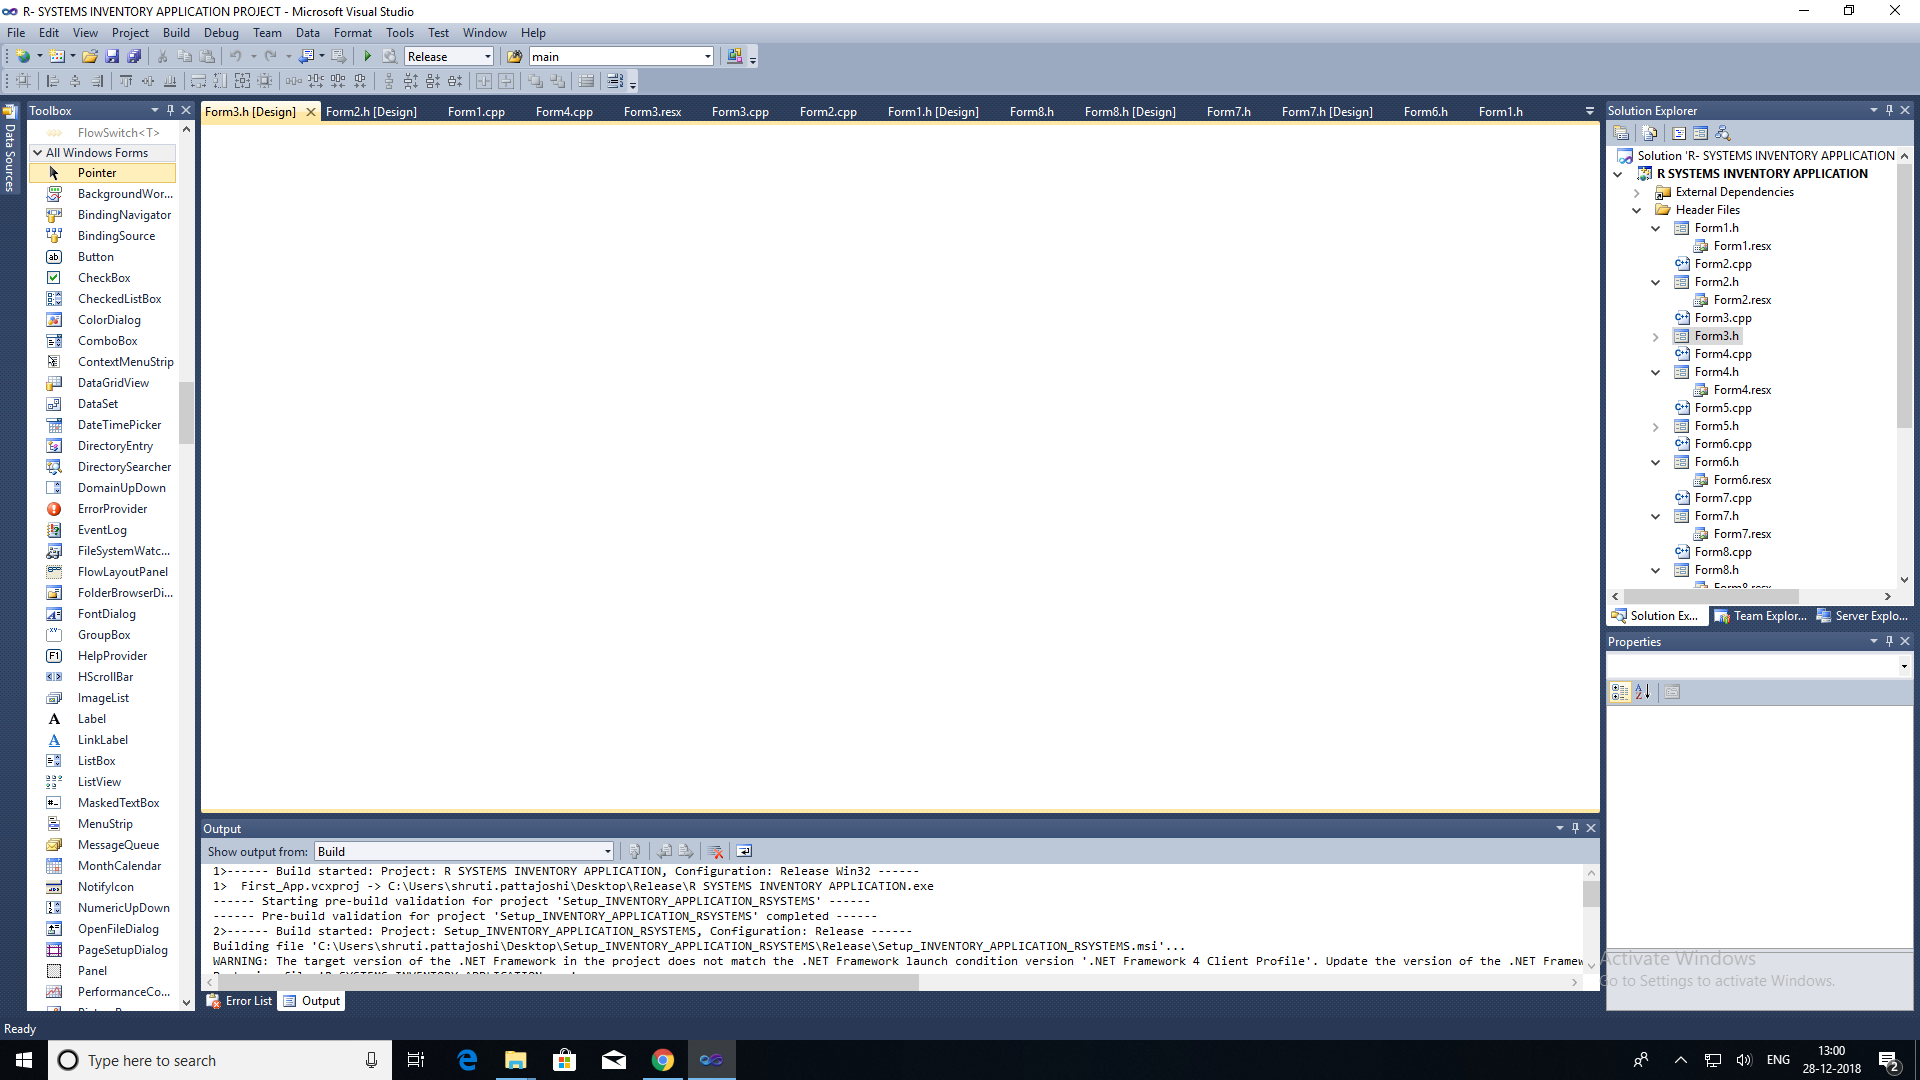 R- SYSTEMS INVENTORY APPLICATION PROJECT - Microsoft Visual Studio
File Edit View Project Build Debug Team Data Format Tools Test Window Help
Release main
Data Sources
Toolbox
FlowSwitch<T>
All Windows Forms
Pointer
BackgroundWor...
BindingNavigator
BindingSource
Button
CheckBox
CheckedListBox
ColorDialog
ComboBox
ContextMenuStrip
DataGridView
DataSet
DateTimePicker
DirectoryEntry
DirectorySearcher
DomainUpDown
ErrorProvider
EventLog
FileSystemWatc...
FlowLayoutPanel
FolderBrowserDi...
FontDialog
GroupBox
HelpProvider
HScrollBar
ImageList
Label
LinkLabel
ListBox
ListView
MaskedTextBox
MenuStrip
MessageQueue
MonthCalendar
NotifyIcon
NumericUpDown
OpenFileDialog
PageSetupDialog
Panel
PerformanceCo...
Form3.h [Design] Form2.h [Design] Form1.cpp Form4.cpp Form3.resx Form3.cpp Form2.cpp Form1.h [Design] Form8.h Form8.h [Design] Form7.h Form7.h [Design] Form6.h Form1.h
Output
Show output from: Build
1>------ Build started: Project: R SYSTEMS INVENTORY APPLICATION, Configuration: Release Win32 ------
1>  First_App.vcxproj -> C:\Users\shruti.pattajoshi\Desktop\Release\R SYSTEMS INVENTORY APPLICATION.exe
------ Starting pre-build validation for project 'Setup_INVENTORY_APPLICATION_RSYSTEMS' ------
------ Pre-build validation for project 'Setup_INVENTORY_APPLICATION_RSYSTEMS' completed ------
2>------ Build started: Project: Setup_INVENTORY_APPLICATION_RSYSTEMS, Configuration: Release ------
Building file 'C:\Users\shruti.pattajoshi\Desktop\Setup_INVENTORY_APPLICATION_RSYSTEMS\Release\Setup_INVENTORY_APPLICATION_RSYSTEMS.msi'...
WARNING: The target version of the .NET Framework in the project does not match the .NET Framework launch condition version '.NET Framework 4 Client Profile'. Update the version of the .NET Framew
Error List Output
Solution Explorer
Solution 'R- SYSTEMS INVENTORY APPLICATION
R SYSTEMS INVENTORY APPLICATION
External Dependencies
Header Files
Form1.h
Form1.resx
Form2.cpp
Form2.h
Form2.resx
Form3.cpp
Form3.h
Form4.cpp
Form4.h
Form4.resx
Form5.cpp
Form5.h
Form6.cpp
Form6.h
Form6.resx
Form7.cpp
Form7.h
Form7.resx
Form8.cpp
Form8.h
Form8.resx
Solution Ex... Team Explor... Server Explo...
Properties
Activate Windows
Go to Settings to activate Windows.
Ready
Type here to search
ENG
13:00
28-12-2018
2